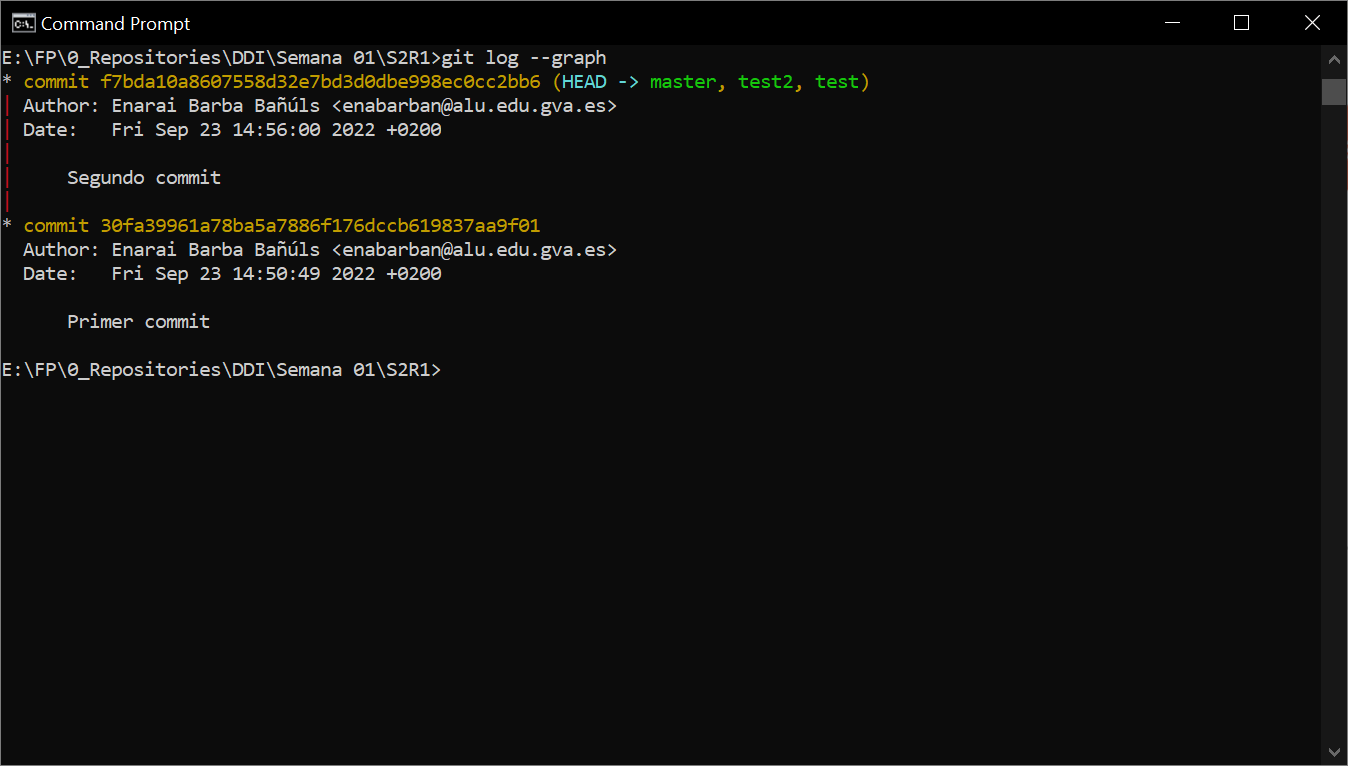 Command Prompt
E:\FP\0_Repositories\DDI\Semana 01\S2R1>git log --graph
* commit f7bda10a8607558d32e7bd3d0dbe998ec0cc2bb6 (HEAD -> master, test2, test)
| Author: Enarai Barba Bañúls <enabarban@alu.edu.gva.es>
| Date:   Fri Sep 23 14:56:00 2022 +0200
|
|     Segundo commit
|
* commit 30fa39961a78ba5a7886f176dccb619837aa9f01
  Author: Enarai Barba Bañúls <enabarban@alu.edu.gva.es>
  Date:   Fri Sep 23 14:50:49 2022 +0200
      Primer commit
E:\FP\0_Repositories\DDI\Semana 01\S2R1>